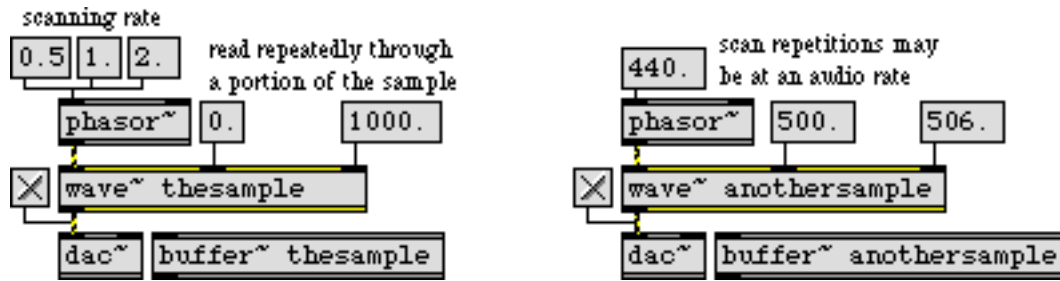 scanning rate
0.5 1. 2.
read repeatedly through
a portion of the sample
phasor~ 0. 1000.
wave~ thesample
dac~ buffer~ thesample
scan repetitions may
be at an audio rate
440.
phasor~ 500. 506.
wave~ anothersample
dac~ buffer~ anothersample